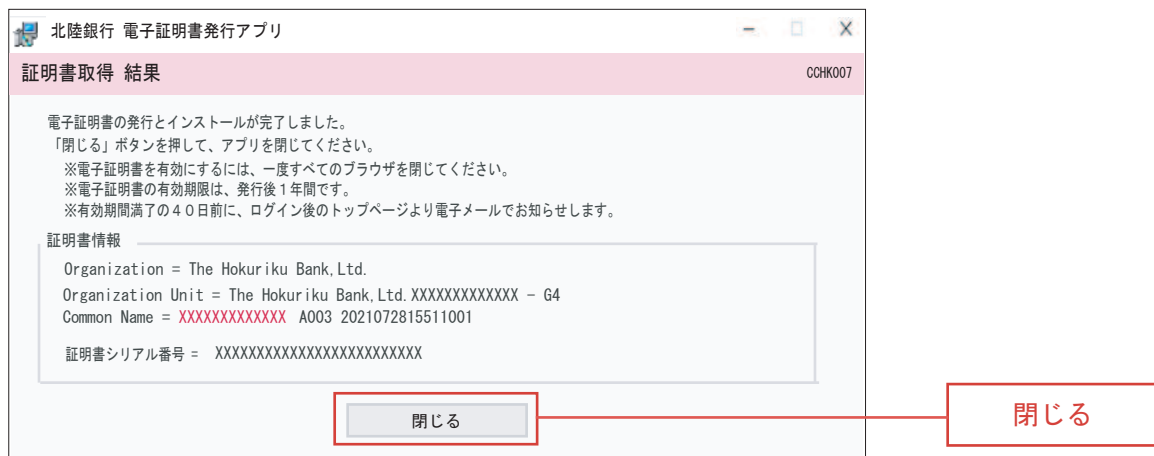 北陸銀行 電子証明書発行アプリ
証明書取得 結果
CCHK007
電子証明書の発行とインストールが完了しました。
「閉じる」ボタンを押して、アプリを閉じてください。
※電子証明書を有効にするには、一度すべてのブラウザを閉じてください。
※電子証明書の有効期限は、発行後１年間です。
※有効期間満了の４０日前に、ログイン後のトップページより電子メールでお知らせします。
証明書情報
Organization = The Hokuriku Bank,Ltd.
Organization Unit = The Hokuriku Bank,Ltd.XXXXXXXXXXXXX - G4
Common Name = XXXXXXXXXXXXX A003 2021072815511001
証明書シリアル番号 = XXXXXXXXXXXXXXXXXXXXXXXXX
閉じる
閉じる